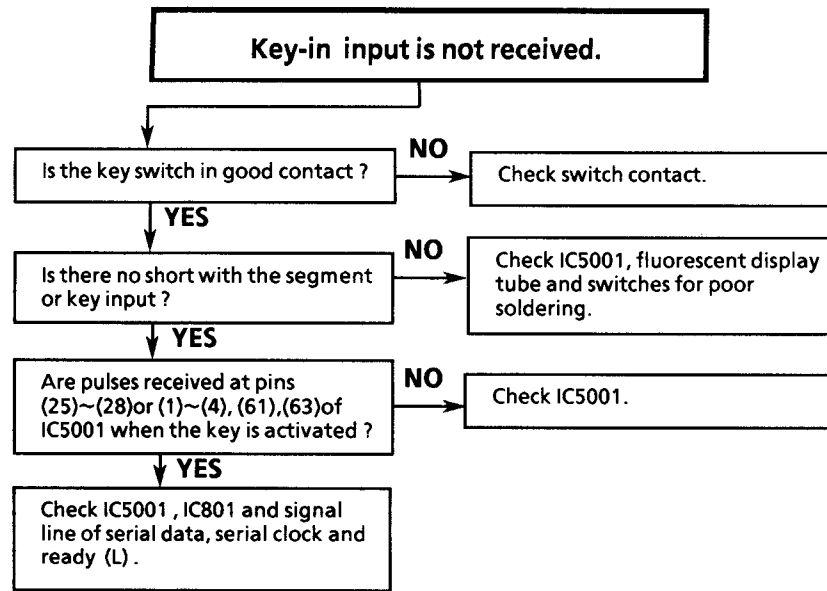 Key-in input is not received.
Is the key switch in good contact ?
NO
Check switch contact.
YES
Is there no short with the segment
or key input ?
NO
Check IC5001, fluorescent display
tube and switches for poor
soldering.
YES
Are pulses received at pins
(25)~(28)or (1)~(4), (61),(63)of
IC5001 when the key is activated ?
NO
Check IC5001.
YES
Check IC5001 , IC801 and signal
line of serial data, serial clock and
ready (L) .